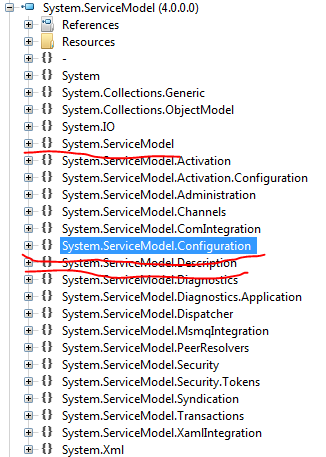 System.ServiceModel (4.0.0.0)
References
Resources
{} -
{} System
{} System.Collections.Generic
{} System.Collections.ObjectModel
{} System.IO
{} System.ServiceModel
{} System.ServiceModel.Activation
{} System.ServiceModel.Activation.Configuration
{} System.ServiceModel.Administration
{} System.ServiceModel.Channels
{} System.ServiceModel.ComIntegration
{} System.ServiceModel.Configuration
{} System.ServiceModel.Description
{} System.ServiceModel.Diagnostics
{} System.ServiceModel.Diagnostics.Application
{} System.ServiceModel.Dispatcher
{} System.ServiceModel.MsmqIntegration
{} System.ServiceModel.PeerResolvers
{} System.ServiceModel.Security
{} System.ServiceModel.Security.Tokens
{} System.ServiceModel.Syndication
{} System.ServiceModel.Transactions
{} System.ServiceModel.XamlIntegration
{} System.Xml